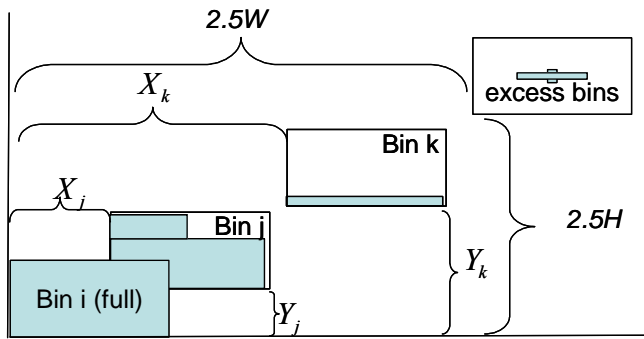 2.5W
X_k
excess bins
Bin k
X_j
Bin j
2.5H
Y_k
Bin i (full)
Y_j